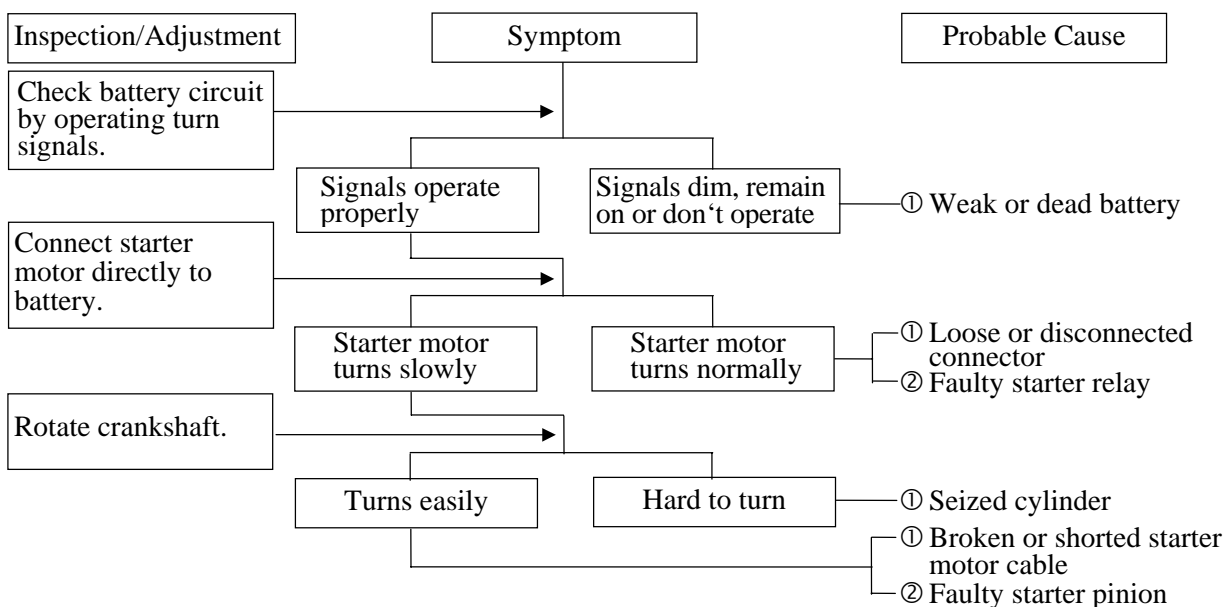 Inspection/Adjustment
Symptom
Probable Cause
Check battery circuit
by operating turn
signals.
Signals operate
properly
Signals dim, remain
on or don‘t operate
① Weak or dead battery
Connect starter
motor directly to
battery.
Starter motor
turns slowly
Starter motor
turns normally
① Loose or disconnected
connector
② Faulty starter relay
Rotate crankshaft.
Turns easily
Hard to turn
① Seized cylinder
① Broken or shorted starter
motor cable
② Faulty starter pinion